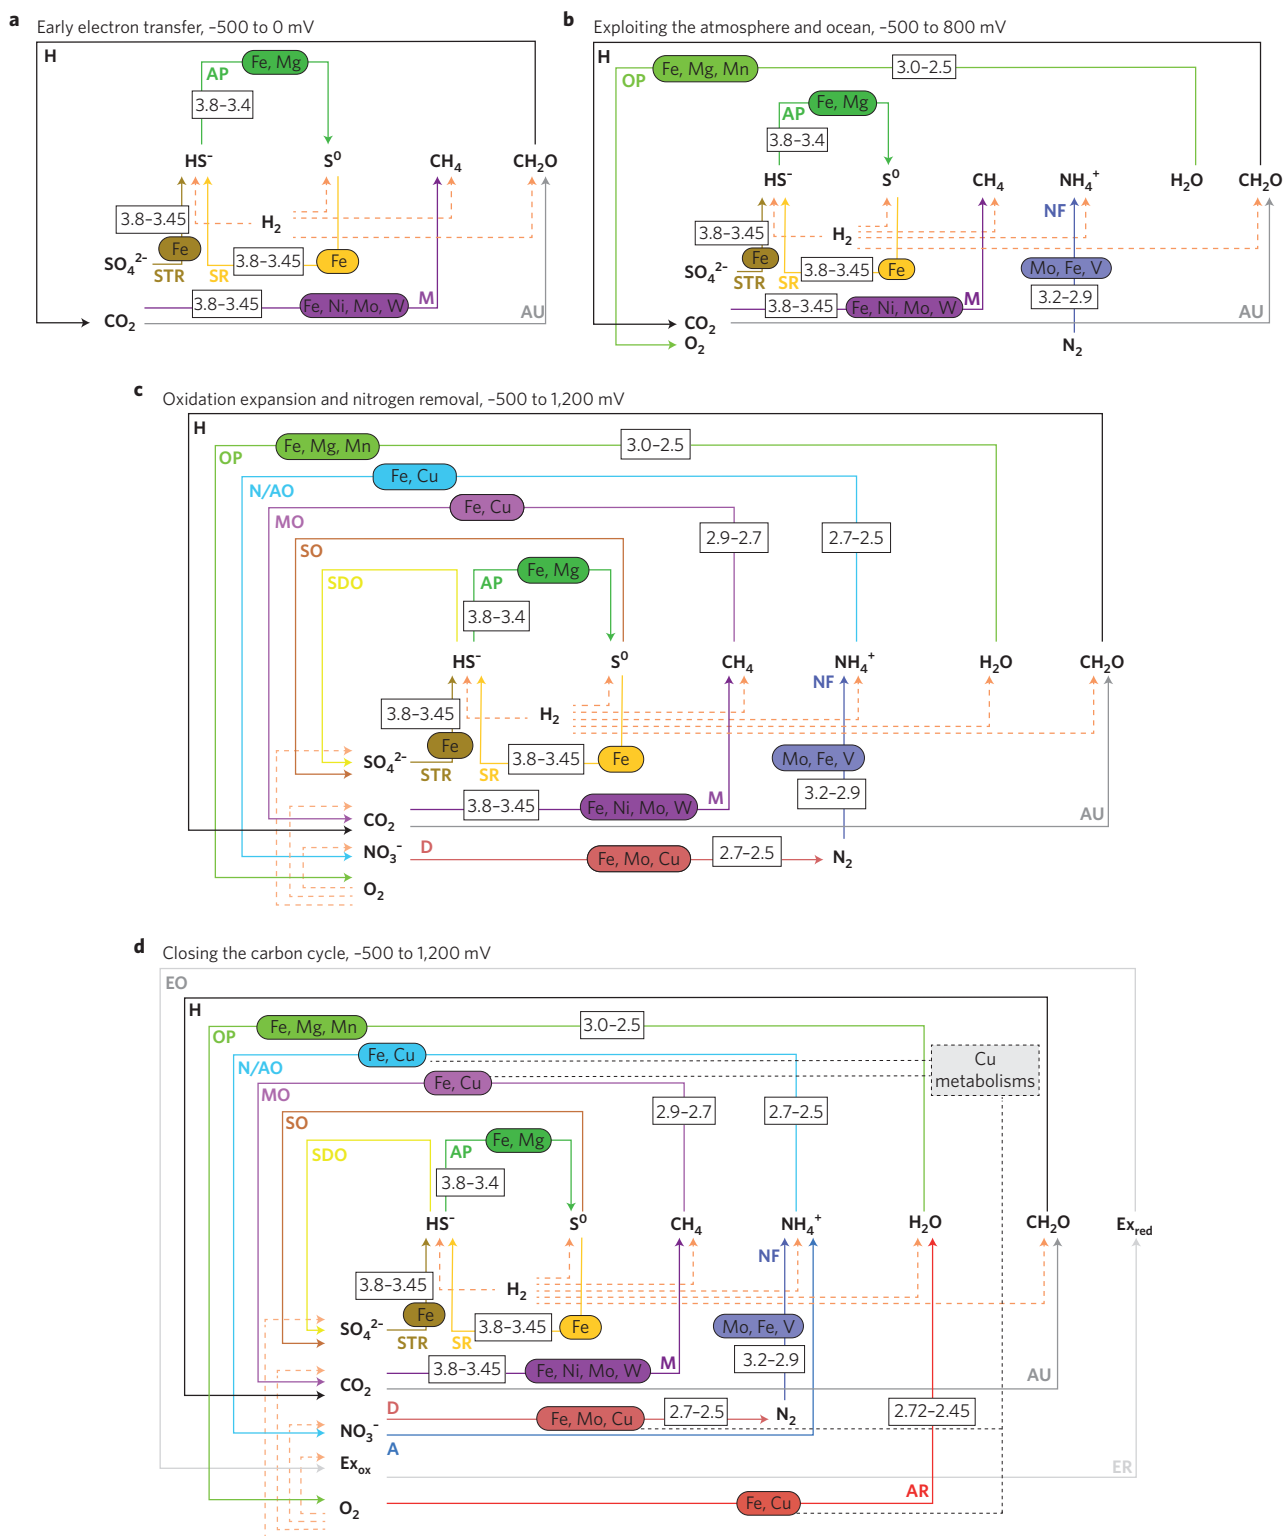 a Early electron transfer, –500 to 0 mV
H
AP Fe, Mg
3.8–3.4
HS⁻ S⁰ CH₄ CH₂O
3.8–3.45 H₂
Fe
SO₄²⁻ STR SR 3.8–3.45 Fe
3.8–3.45 Fe, Ni, Mo, W M
CO₂ AU
b Exploiting the atmosphere and ocean, –500 to 800 mV
H
OP Fe, Mg, Mn 3.0–2.5
AP Fe, Mg
3.8–3.4
HS⁻ S⁰ CH₄ NH₄⁺ H₂O CH₂O
NF
3.8–3.45 H₂
Fe
SO₄²⁻ STR SR 3.8–3.45 Fe Mo, Fe, V
3.8–3.45 Fe, Ni, Mo, W M 3.2–2.9
CO₂ AU
O₂ N₂
c Oxidation expansion and nitrogen removal, –500 to 1,200 mV
H
OP Fe, Mg, Mn 3.0–2.5
N/AO Fe, Cu
MO Fe, Cu
SO 2.9–2.7 2.7–2.5
SDO AP Fe, Mg
3.8–3.4
HS⁻ S⁰ CH₄ NH₄⁺ H₂O CH₂O
NF
3.8–3.45 H₂
Fe
SO₄²⁻ STR SR 3.8–3.45 Fe Mo, Fe, V
3.2–2.9
3.8–3.45 Fe, Ni, Mo, W M
CO₂ AU
NO₃⁻ D Fe, Mo, Cu 2.7–2.5 N₂
O₂
d Closing the carbon cycle, –500 to 1,200 mV
EO
H
OP Fe, Mg, Mn 3.0–2.5
N/AO Fe, Cu Cu
metabolisms
MO Fe, Cu
SO 2.9–2.7 2.7–2.5
SDO AP Fe, Mg
3.8–3.4
HS⁻ S⁰ CH₄ NH₄⁺ H₂O CH₂O Ex_red
NF
3.8–3.45 H₂
Fe
SO₄²⁻ STR SR 3.8–3.45 Fe Mo, Fe, V
3.2–2.9
3.8–3.45 Fe, Ni, Mo, W M
CO₂ AU
D Fe, Mo, Cu 2.7–2.5 N₂ 2.72–2.45
NO₃⁻ A
Ex_ox ER
O₂ Fe, Cu AR